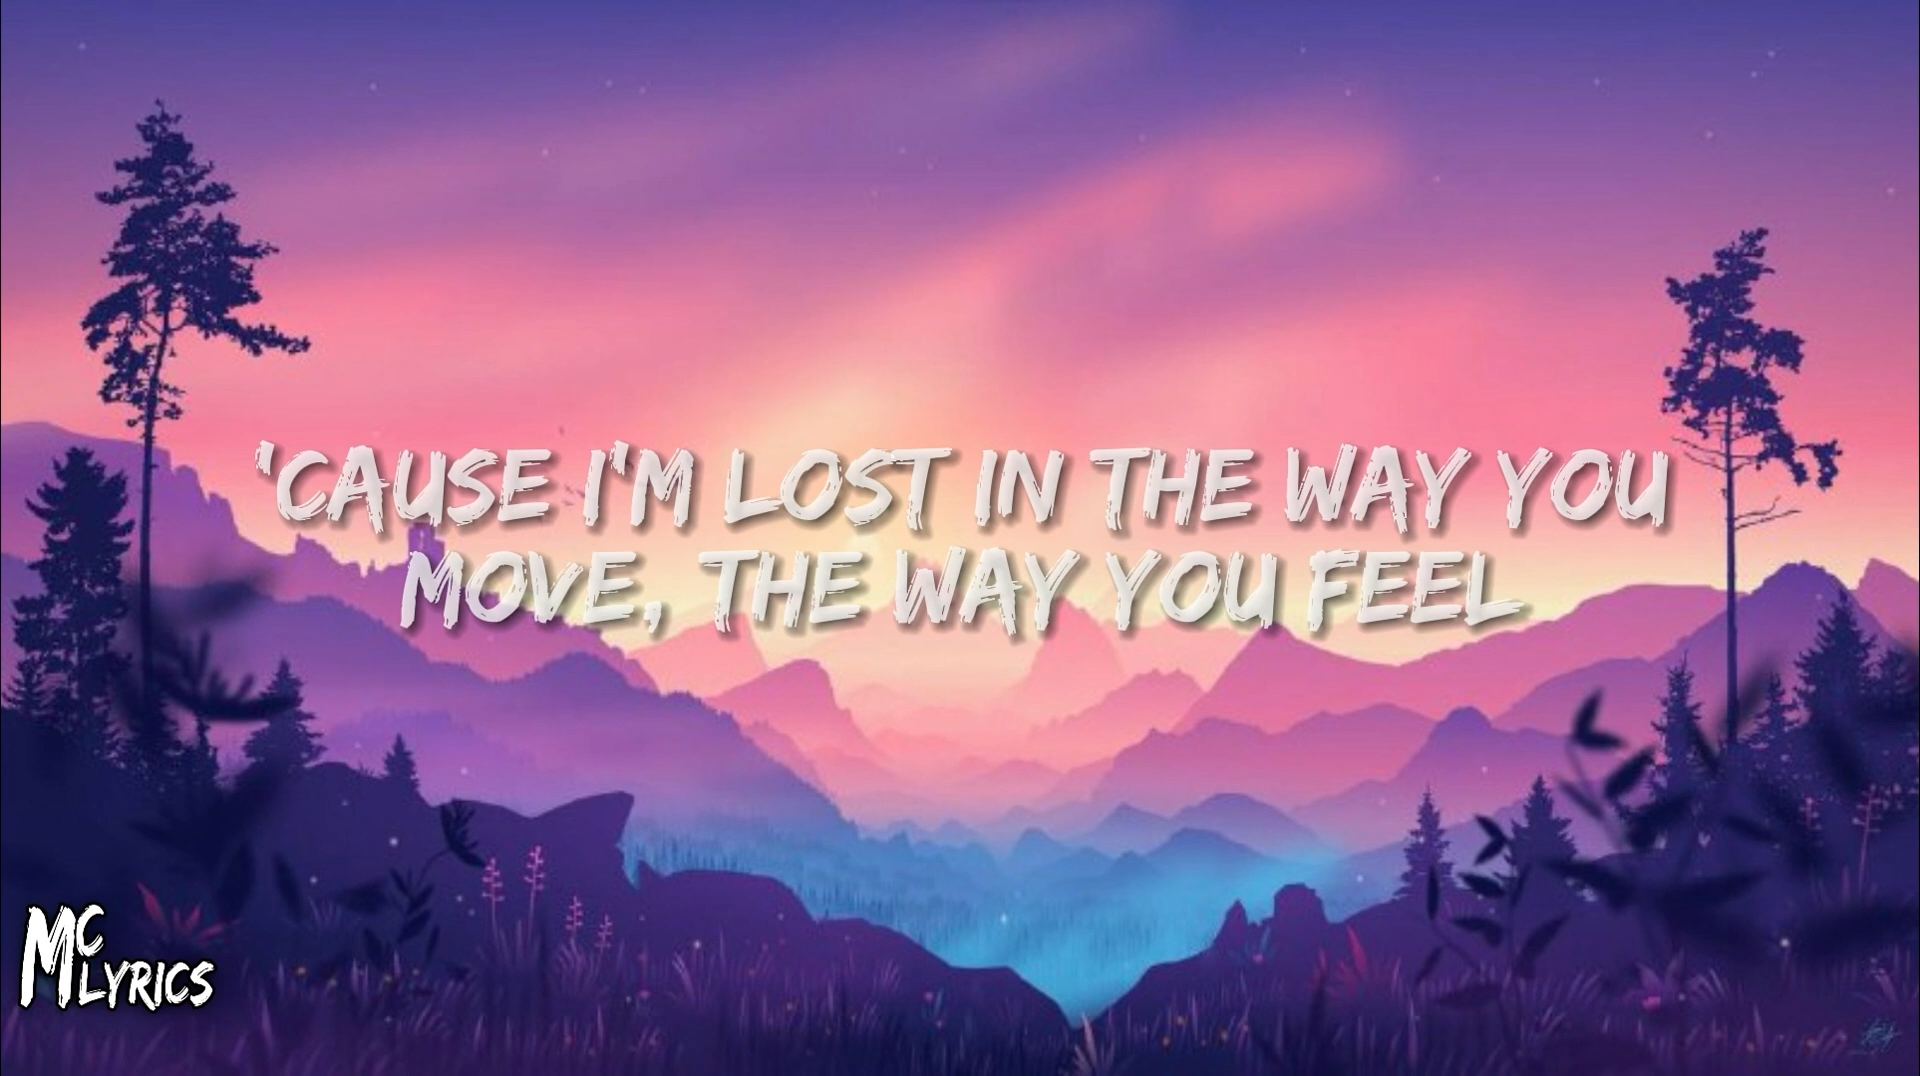 'CAUSE I'M LOST IN THE WAY YOU
MOVE, THE WAY YOU FEEL
MC
LYRICS